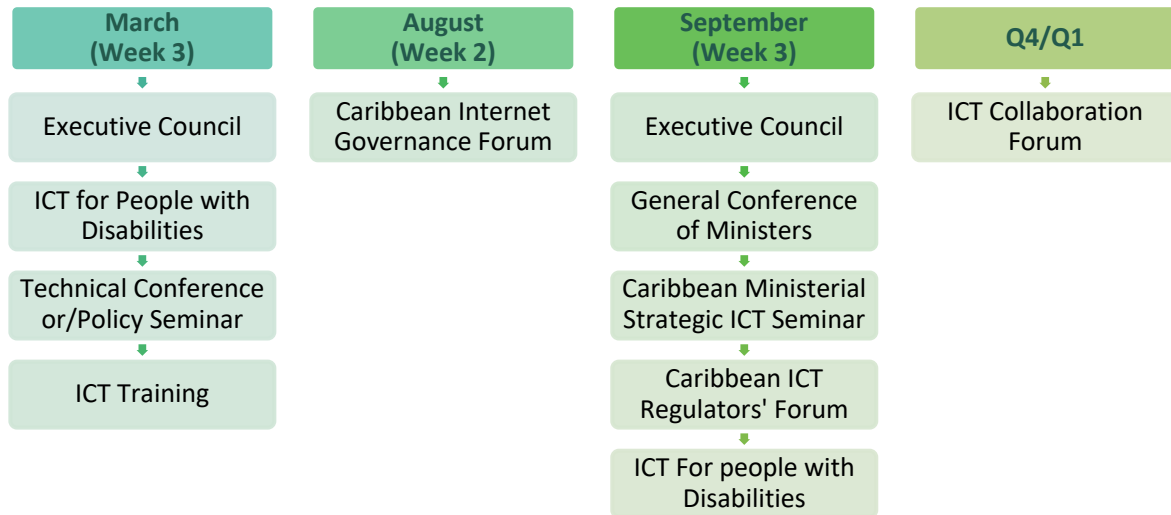 March
(Week 3)
Executive Council
ICT for People with
Disabilities
Technical Conference
or/Policy Seminar
ICT Training
August
(Week 2)
Caribbean Internet
Governance Forum
September
(Week 3)
Executive Council
General Conference
of Ministers
Caribbean Ministerial
Strategic ICT Seminar
Caribbean ICT
Regulators' Forum
ICT For people with
Disabilities
Q4/Q1
ICT Collaboration
Forum